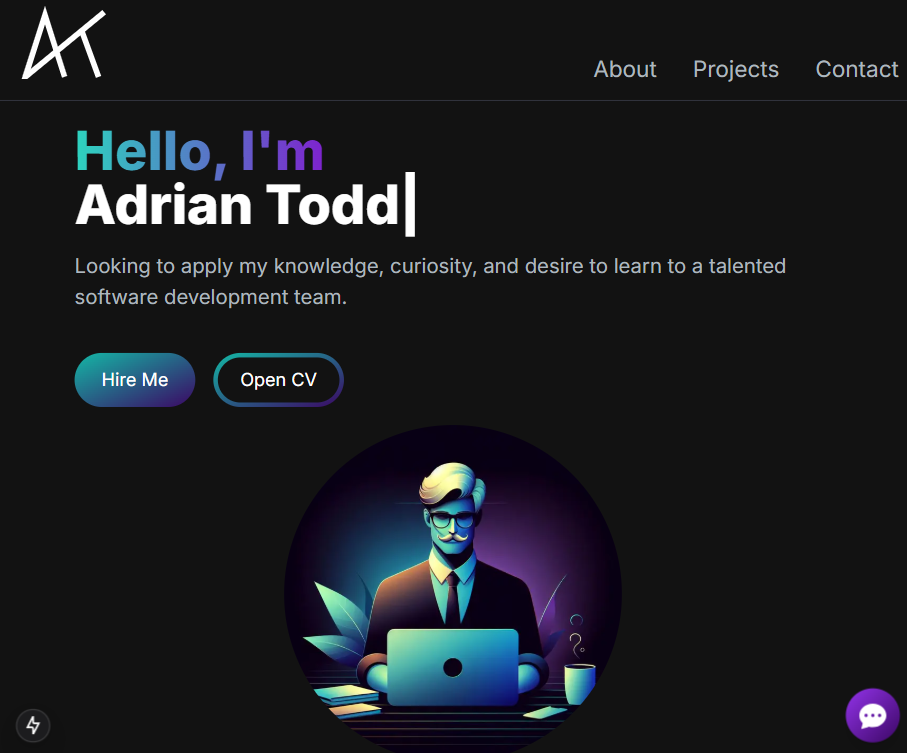 AT
About Projects Contact
Hello, I'm
Adrian Todd
Looking to apply my knowledge, curiosity, and desire to learn to a talented
software development team.
Hire Me Open CV